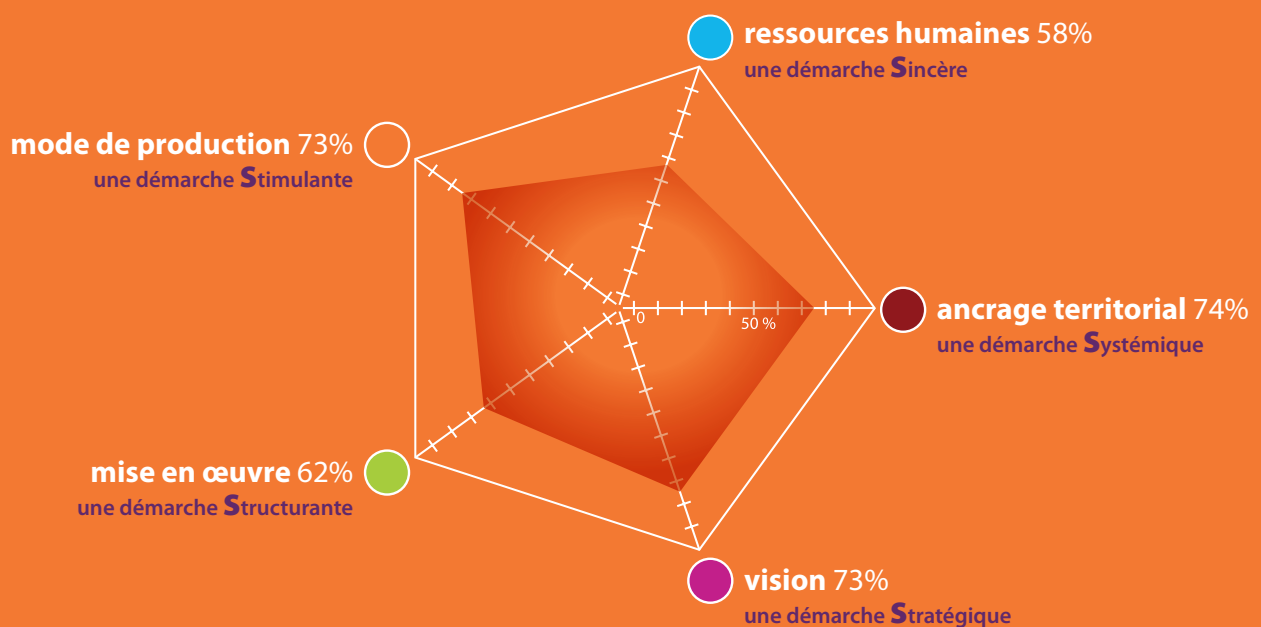 ressources humaines 58%
une démarche Sincère
mode de production 73%
une démarche Stimulante
ancrage territorial 74%
une démarche Systémique
0
50 %
mise en œuvre 62%
une démarche Structurante
vision 73%
une démarche Stratégique